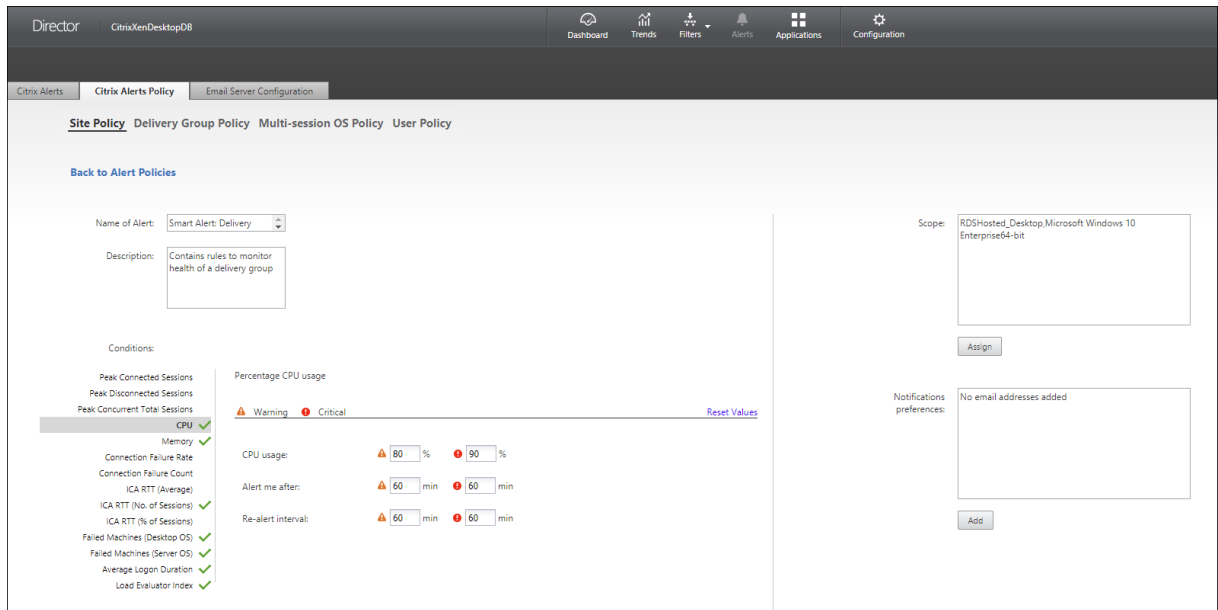 Director CitrixXenDesktopDB
Dashboard Trends Filters Alerts Applications Configuration
Citrix Alerts Citrix Alerts Policy Email Server Configuration
Site Policy Delivery Group Policy Multi-session OS Policy User Policy
Back to Alert Policies
Name of Alert: Smart Alert: Delivery
Description: Contains rules to monitor
health of a delivery group
Conditions:
Peak Connected Sessions
Peak Disconnected Sessions
Peak Concurrent Total Sessions
CPU
Memory
Connection Failure Rate
Connection Failure Count
ICA RTT (Average)
ICA RTT (No. of Sessions)
ICA RTT (% of Sessions)
Failed Machines (Desktop OS)
Failed Machines (Server OS)
Average Logon Duration
Load Evaluator Index
Percentage CPU usage
Warning Critical Reset Values
CPU usage: 80 % 90 %
Alert me after: 60 min 60 min
Re-alert interval: 60 min 60 min
Scope: RDSHosted_Desktop,Microsoft Windows 10
Enterprise64-bit
Assign
Notifications
preferences:
No email addresses added
Add